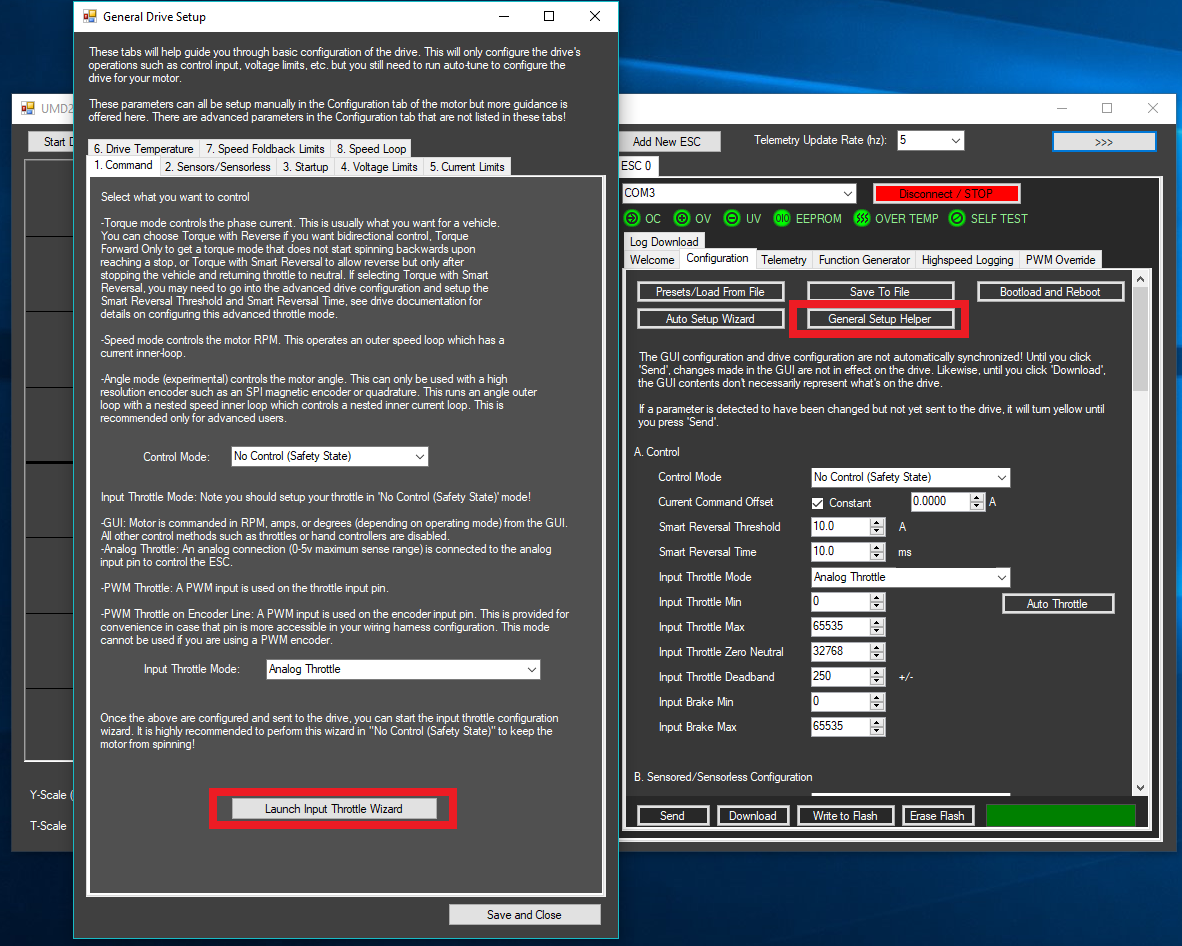 General Drive Setup
These tabs will help guide you through basic configuration of the drive. This will only configure the drive's
operations such as control input, voltage limits, etc. but you still need to run auto-tune to configure the
drive for your motor.
These parameters can all be setup manually in the Configuration tab of the motor but more guidance is
offered here. There are advanced parameters in the Configuration tab that are not listed in these tabs!
6. Drive Temperature 7. Speed Foldback Limits 8. Speed Loop
1. Command 2. Sensors/Sensorless 3. Startup 4. Voltage Limits 5. Current Limits
Select what you want to control
-Torque mode controls the phase current. This is usually what you want for a vehicle.
You can choose Torque with Reverse if you want bidirectional control, Torque
Forward Only to get a torque mode that does not start spinning backwards upon
reaching a stop, or Torque with Smart Reversal to allow reverse but only after
stopping the vehicle and returning throttle to neutral. If selecting Torque with Smart
Reversal, you may need to go into the advanced drive configuration and setup the
Smart Reversal Threshold and Smart Reversal Time, see drive documentation for
details on configuring this advanced throttle mode.
-Speed mode controls the motor RPM. This operates an outer speed loop which has a
current inner-loop.
-Angle mode (experimental) controls the motor angle. This can only be used with a high
resolution encoder such as an SPI magnetic encoder or quadrature. This runs an angle outer
loop with a nested speed inner loop which controls a nested inner current loop. This is
recommended only for advanced users.
Control Mode: No Control (Safety State)
Input Throttle Mode: Note you should setup your throttle in 'No Control (Safety State)' mode!
-GUI: Motor is commanded in RPM, amps, or degrees (depending on operating mode) from the GUI.
All other control methods such as throttles or hand controllers are disabled.
-Analog Throttle: An analog connection (0-5v maximum sense range) is connected to the analog
input pin to control the ESC.
-PWM Throttle: A PWM input is used on the throttle input pin.
-PWM Throttle on Encoder Line: A PWM input is used on the encoder input pin. This is provided for
convenience in case that pin is more accessible in your wiring harness configuration. This mode
cannot be used if you are using a PWM encoder.
Input Throttle Mode: Analog Throttle
Once the above are configured and sent to the drive, you can start the input throttle configuration
wizard. It is highly recommended to perform this wizard in "No Control (Safety State)" to keep the
motor from spinning!
Launch Input Throttle Wizard
Save and Close
UMD2
Start D
Y-Scale (
T-Scale
Add New ESC Telemetry Update Rate (hz): 5 >>>
ESC 0
COM3 Disconnect / STOP
OC OV UV EEPROM OVER TEMP SELF TEST
Log Download
Welcome Configuration Telemetry Function Generator Highspeed Logging PWM Override
Presets/Load From File Save To File Bootload and Reboot
Auto Setup Wizard General Setup Helper
The GUI configuration and drive configuration are not automatically synchronized! Until you click
'Send', changes made in the GUI are not in effect on the drive. Likewise, until you click 'Download',
the GUI contents don't necessarily represent what's on the drive.
If a parameter is detected to have been changed but not yet sent to the drive, it will turn yellow until
you press 'Send'.
A. Control
Control Mode No Control (Safety State)
Current Command Offset Constant 0.0000 A
Smart Reversal Threshold 10.0 A
Smart Reversal Time 10.0 ms
Input Throttle Mode Analog Throttle
Input Throttle Min 0 Auto Throttle
Input Throttle Max 65535
Input Throttle Zero Neutral 32768
Input Throttle Deadband 250 +/-
Input Brake Min 0
Input Brake Max 65535
B. Sensored/Sensorless Configuration
Send Download Write to Flash Erase Flash